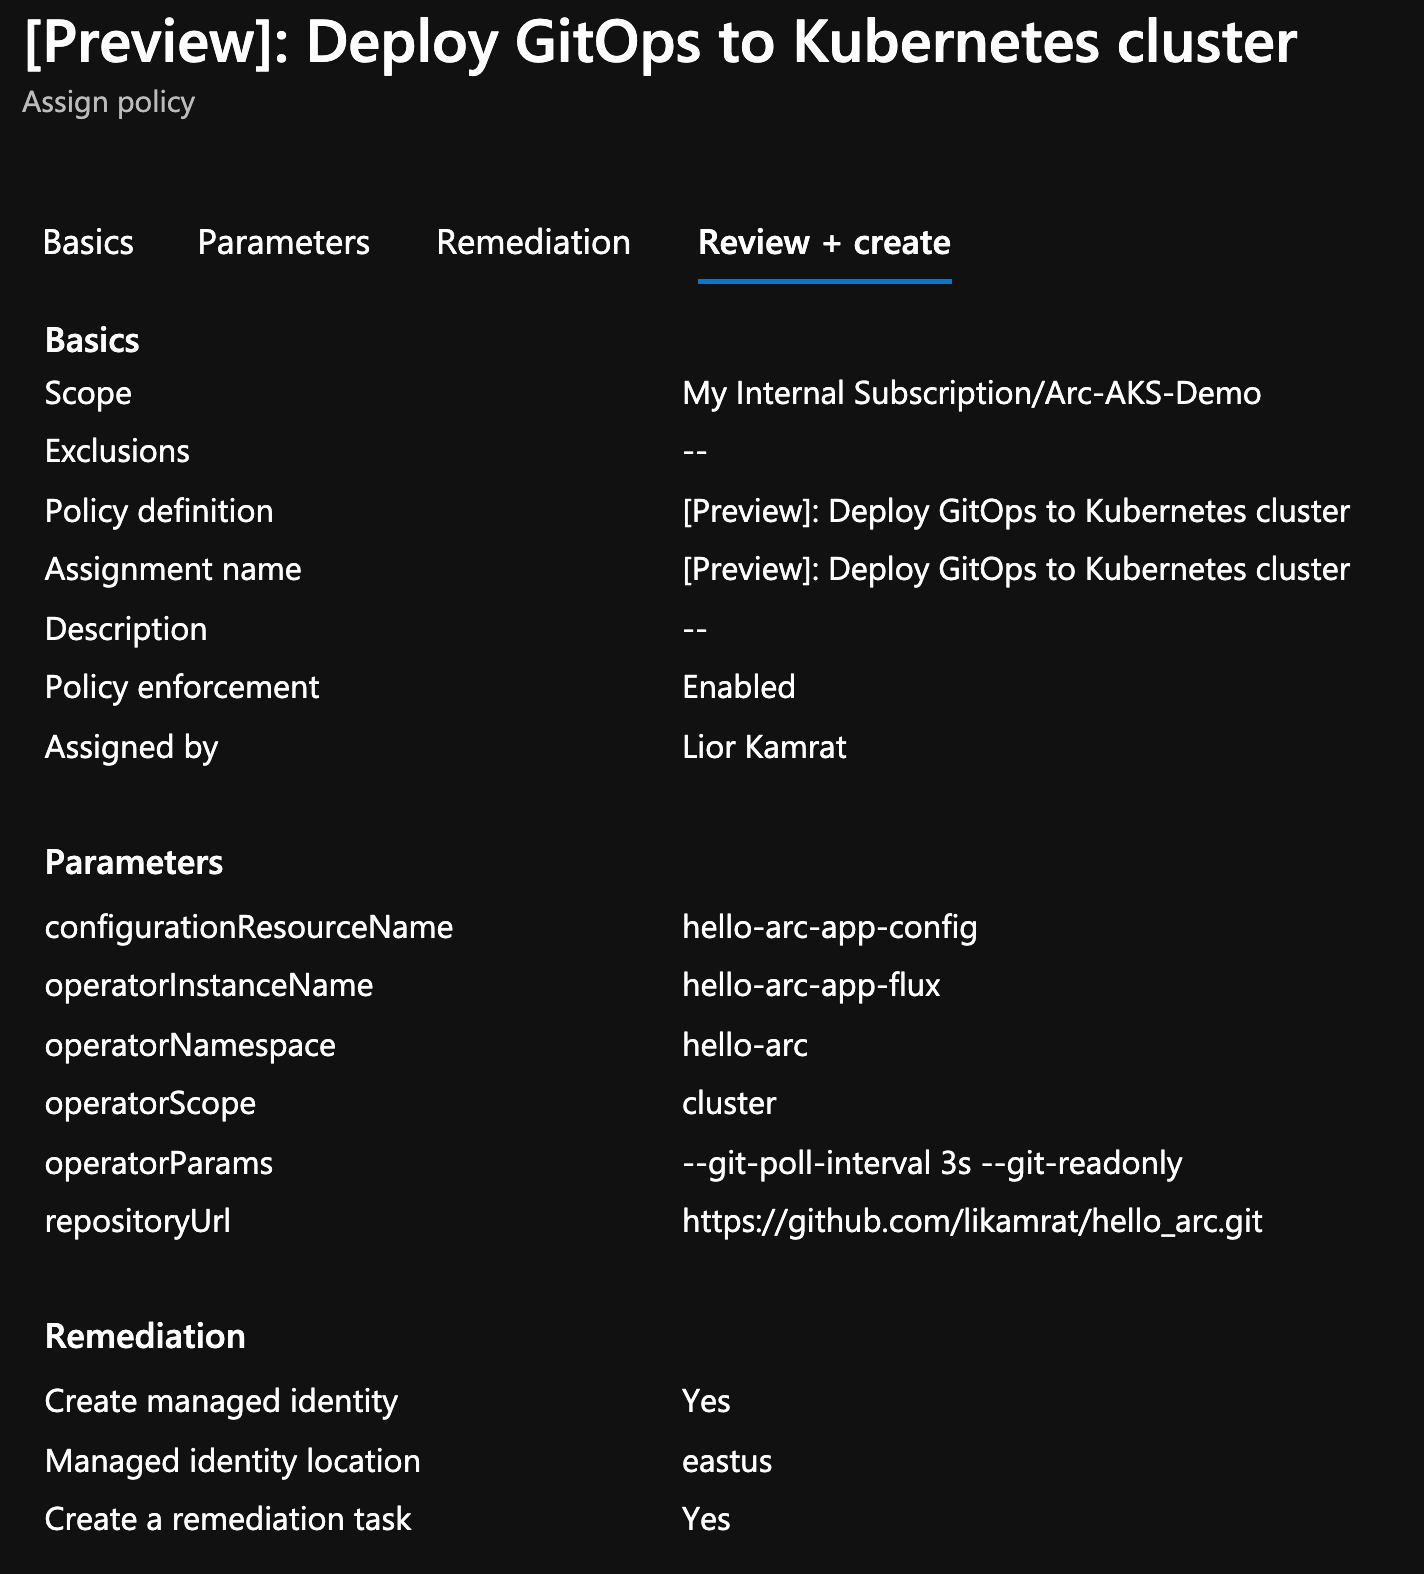 [Preview]: Deploy GitOps to Kubernetes cluster
Assign policy
Basics Parameters Remediation Review + create
Basics
Scope My Internal Subscription/Arc-AKS-Demo
Exclusions --
Policy definition [Preview]: Deploy GitOps to Kubernetes cluster
Assignment name [Preview]: Deploy GitOps to Kubernetes cluster
Description --
Policy enforcement Enabled
Assigned by Lior Kamrat
Parameters
configurationResourceName hello-arc-app-config
operatorInstanceName hello-arc-app-flux
operatorNamespace hello-arc
operatorScope cluster
operatorParams --git-poll-interval 3s --git-readonly
repositoryUrl https://github.com/likamrat/hello_arc.git
Remediation
Create managed identity Yes
Managed identity location eastus
Create a remediation task Yes